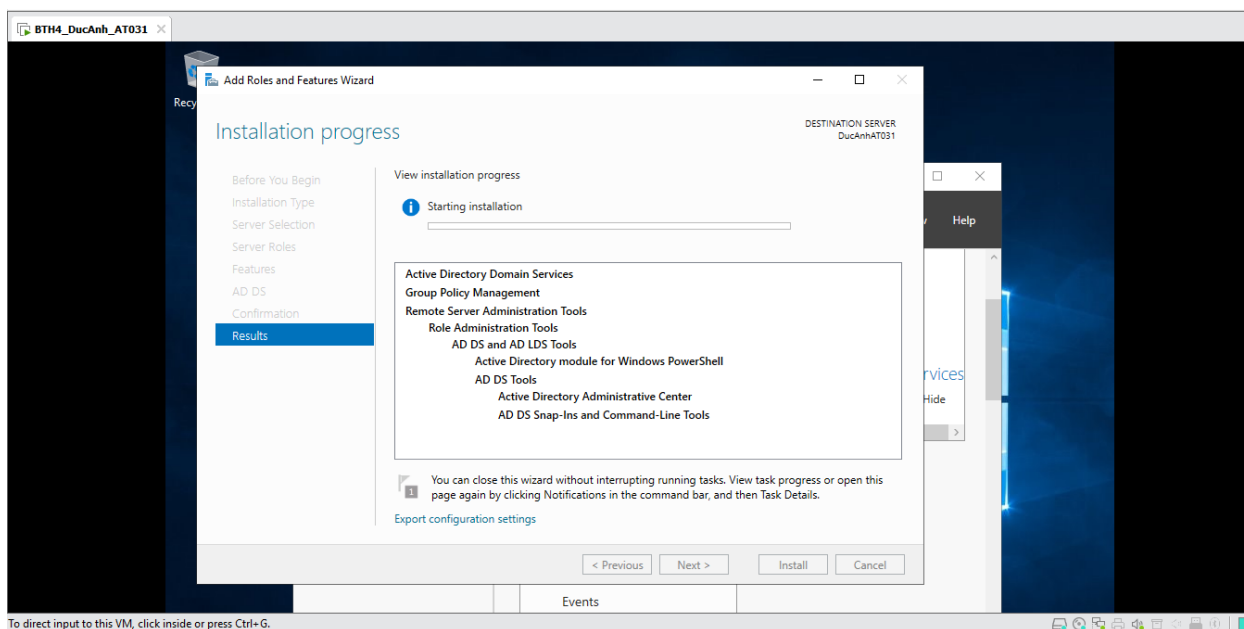 BTH4_DucAnh_AT031
Recy
Add Roles and Features Wizard
Installation progress
DESTINATION SERVER
DucAnhAT031
Before You Begin
Installation Type
Server Selection
Server Roles
Features
AD DS
Confirmation
Results
View installation progress
Starting installation
Active Directory Domain Services
Group Policy Management
Remote Server Administration Tools
Role Administration Tools
AD DS and AD LDS Tools
Active Directory module for Windows PowerShell
AD DS Tools
Active Directory Administrative Center
AD DS Snap-Ins and Command-Line Tools
1
You can close this wizard without interrupting running tasks. View task progress or open this
page again by clicking Notifications in the command bar, and then Task Details.
Export configuration settings
< Previous
Next >
Install
Cancel
Help
rvices
Hide
Events
To direct input to this VM, click inside or press Ctrl+G.